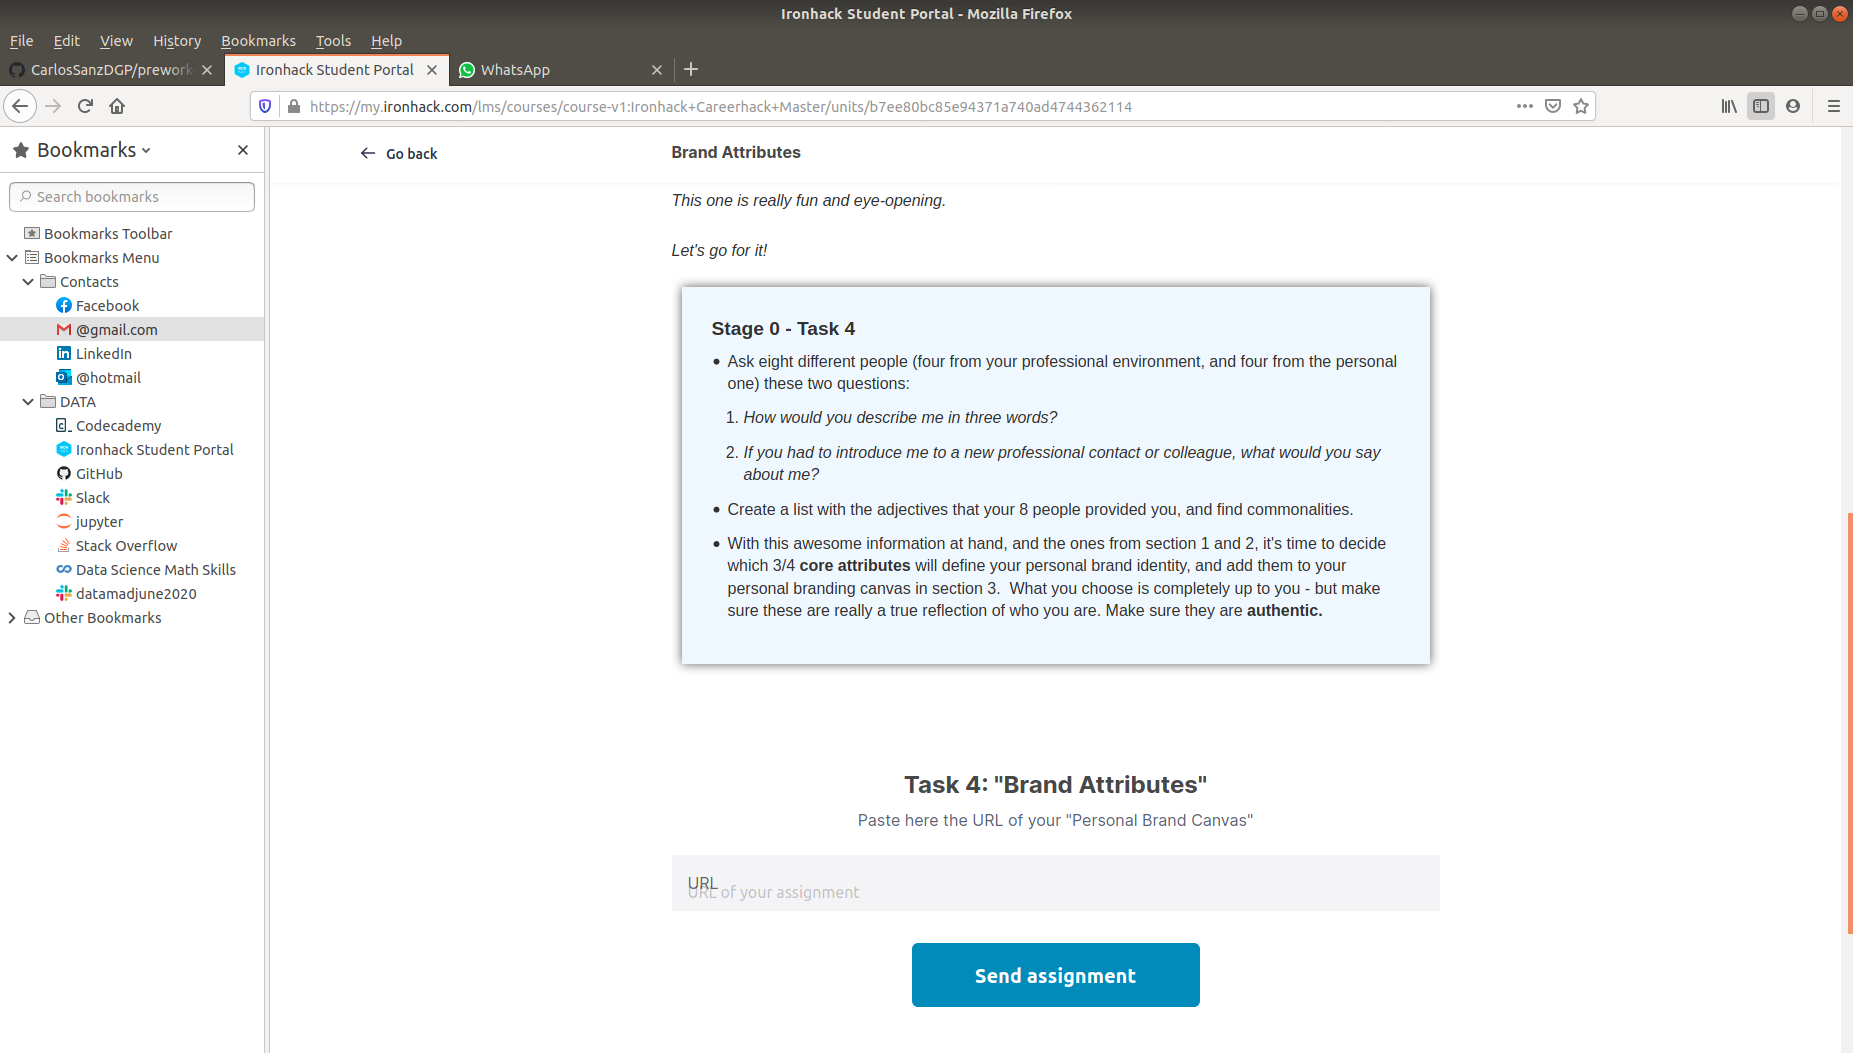 Ironhack Student Portal - Mozilla Firefox
File Edit View History Bookmarks Tools Help
CarlosSanzDGP/prework
Ironhack Student Portal
WhatsApp
https://my.ironhack.com/lms/courses/course-v1:Ironhack+Careerhack+Master/units/b7ee80bc85e94371a740ad4744362114
Bookmarks
Search bookmarks
Bookmarks Toolbar
Bookmarks Menu
Contacts
Facebook
@gmail.com
LinkedIn
@hotmail
DATA
Codecademy
Ironhack Student Portal
GitHub
Slack
jupyter
Stack Overflow
Data Science Math Skills
datamadjune2020
Other Bookmarks
Go back
Brand Attributes
This one is really fun and eye-opening.
Let's go for it!
Stage 0 - Task 4
• Ask eight different people (four from your professional environment, and four from the personal
one) these two questions:
1. How would you describe me in three words?
2. If you had to introduce me to a new professional contact or colleague, what would you say
about me?
• Create a list with the adjectives that your 8 people provided you, and find commonalities.
• With this awesome information at hand, and the ones from section 1 and 2, it's time to decide
which 3/4 core attributes will define your personal brand identity, and add them to your
personal branding canvas in section 3.  What you choose is completely up to you - but make
sure these are really a true reflection of who you are. Make sure they are authentic.
Task 4: "Brand Attributes"
Paste here the URL of your "Personal Brand Canvas"
URL
URL of your assignment
Send assignment